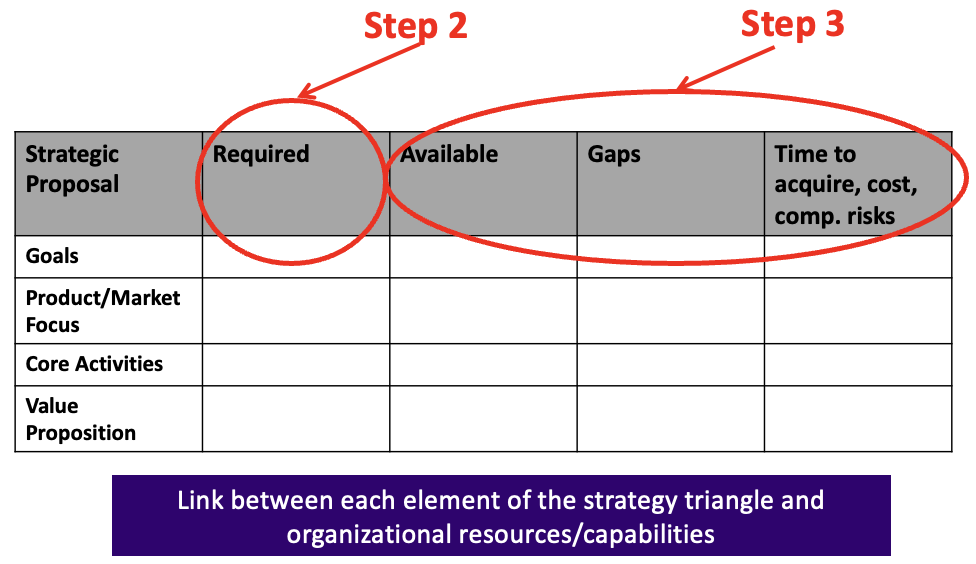 Step 2
Step 3
Strategic
Proposal
Required
Available
Gaps
Time to
acquire, cost,
comp. risks
Goals
Product/Market
Focus
Core Activities
Value
Proposition
Link between each element of the strategy triangle and
organizational resources/capabilities